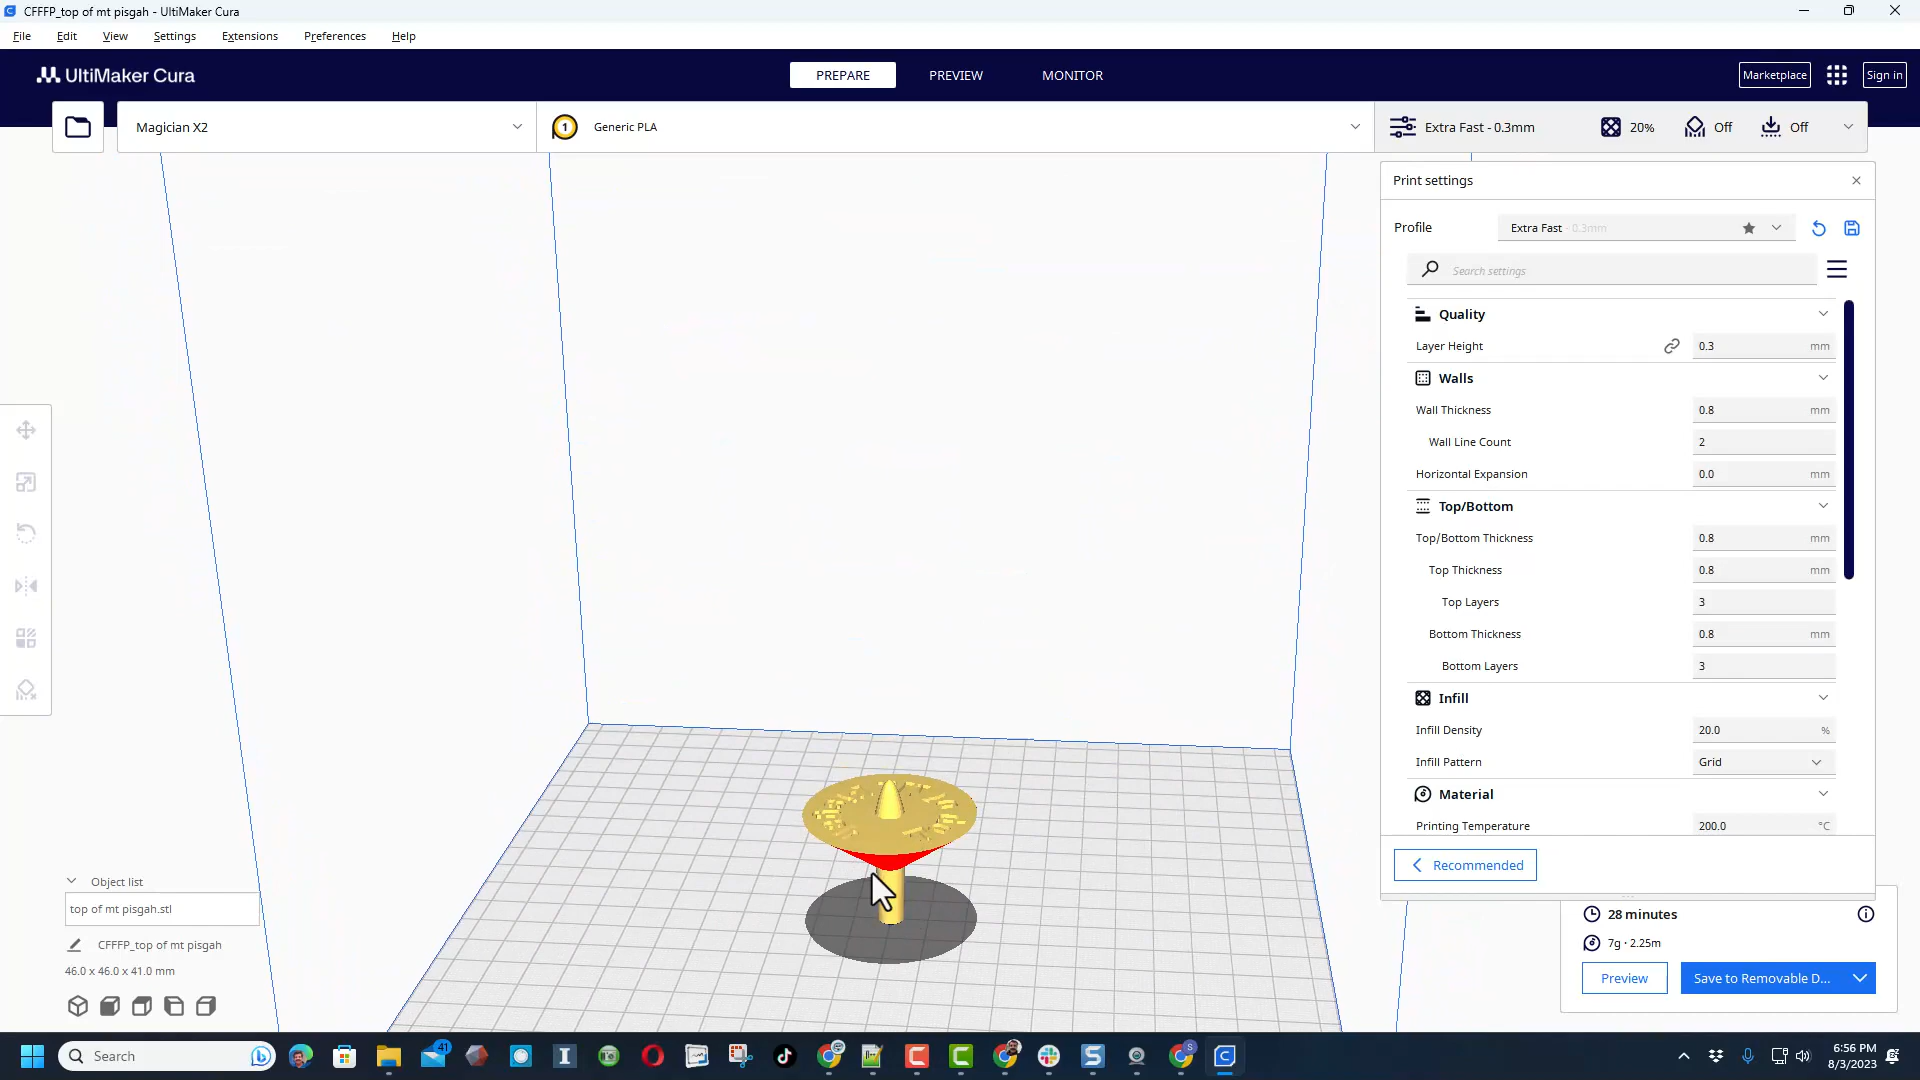 CFFFP_top of mt pisgah - UltiMaker Cura
File Edit View Settings Extensions Preferences Help
UltiMaker Cura
PREPARE PREVIEW MONITOR
Marketplace
Sign in
Magician X2
1 Generic PLA
Extra Fast - 0.3mm 20% Off Off
Print settings
Profile Extra Fast - 0.3mm
Search settings
Quality
Layer Height 0.3 mm
Walls
Wall Thickness 0.8 mm
Wall Line Count 2
Horizontal Expansion 0.0 mm
Top/Bottom
Top/Bottom Thickness 0.8 mm
Top Thickness 0.8 mm
Top Layers 3
Bottom Thickness 0.8 mm
Bottom Layers 3
Infill
Infill Density 20.0 %
Infill Pattern Grid
Material
Printing Temperature 200.0 °C
Recommended
Object list
top of mt pisgah.stl
CFFFP_top of mt pisgah
46.0 x 46.0 x 41.0 mm
28 minutes
7g · 2.25m
Preview Save to Removable D...
Search
41
6:56 PM
8/3/2023